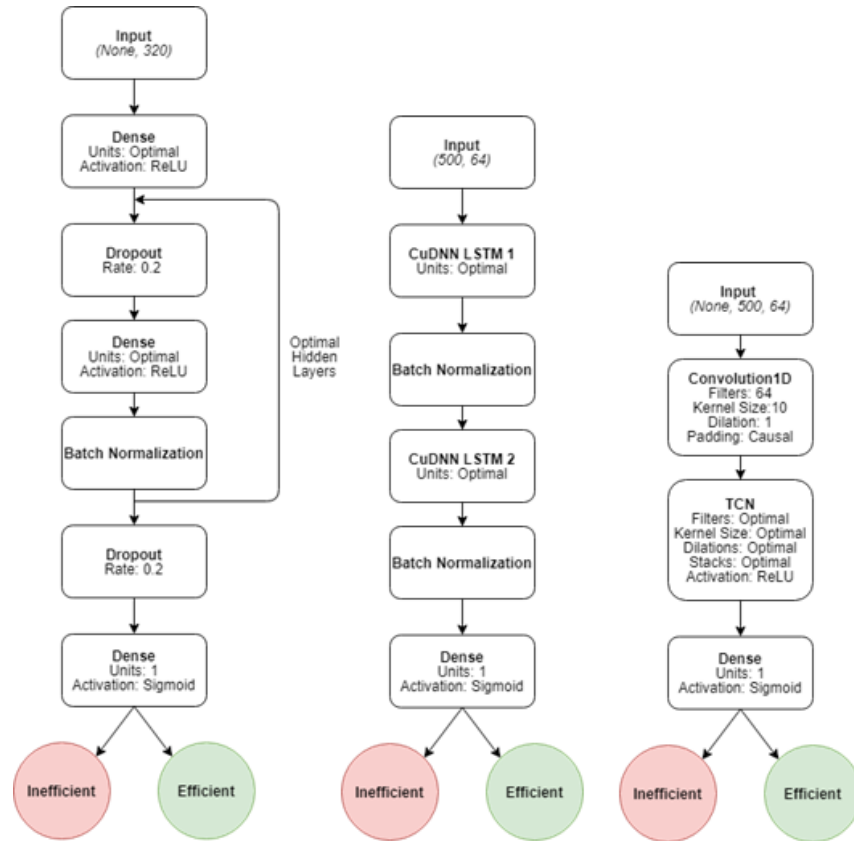 Input
(None, 320)
Dense
Units: Optimal
Activation: ReLU
Dropout
Rate: 0.2
Dense
Units: Optimal
Activation: ReLU
Optimal
Hidden
Layers
Batch Normalization
Dropout
Rate: 0.2
Dense
Units: 1
Activation: Sigmoid
Inefficient
Efficient
Input
(500, 64)
CuDNN LSTM 1
Units: Optimal
Batch Normalization
CuDNN LSTM 2
Units: Optimal
Batch Normalization
Dense
Units: 1
Activation: Sigmoid
Inefficient
Efficient
Input
(None, 500, 64)
Convolution1D
Filters: 64
Kernel Size:10
Dilation: 1
Padding: Causal
TCN
Filters: Optimal
Kernel Size: Optimal
Dilations: Optimal
Stacks: Optimal
Activation: ReLU
Dense
Units: 1
Activation: Sigmoid
Inefficient
Efficient